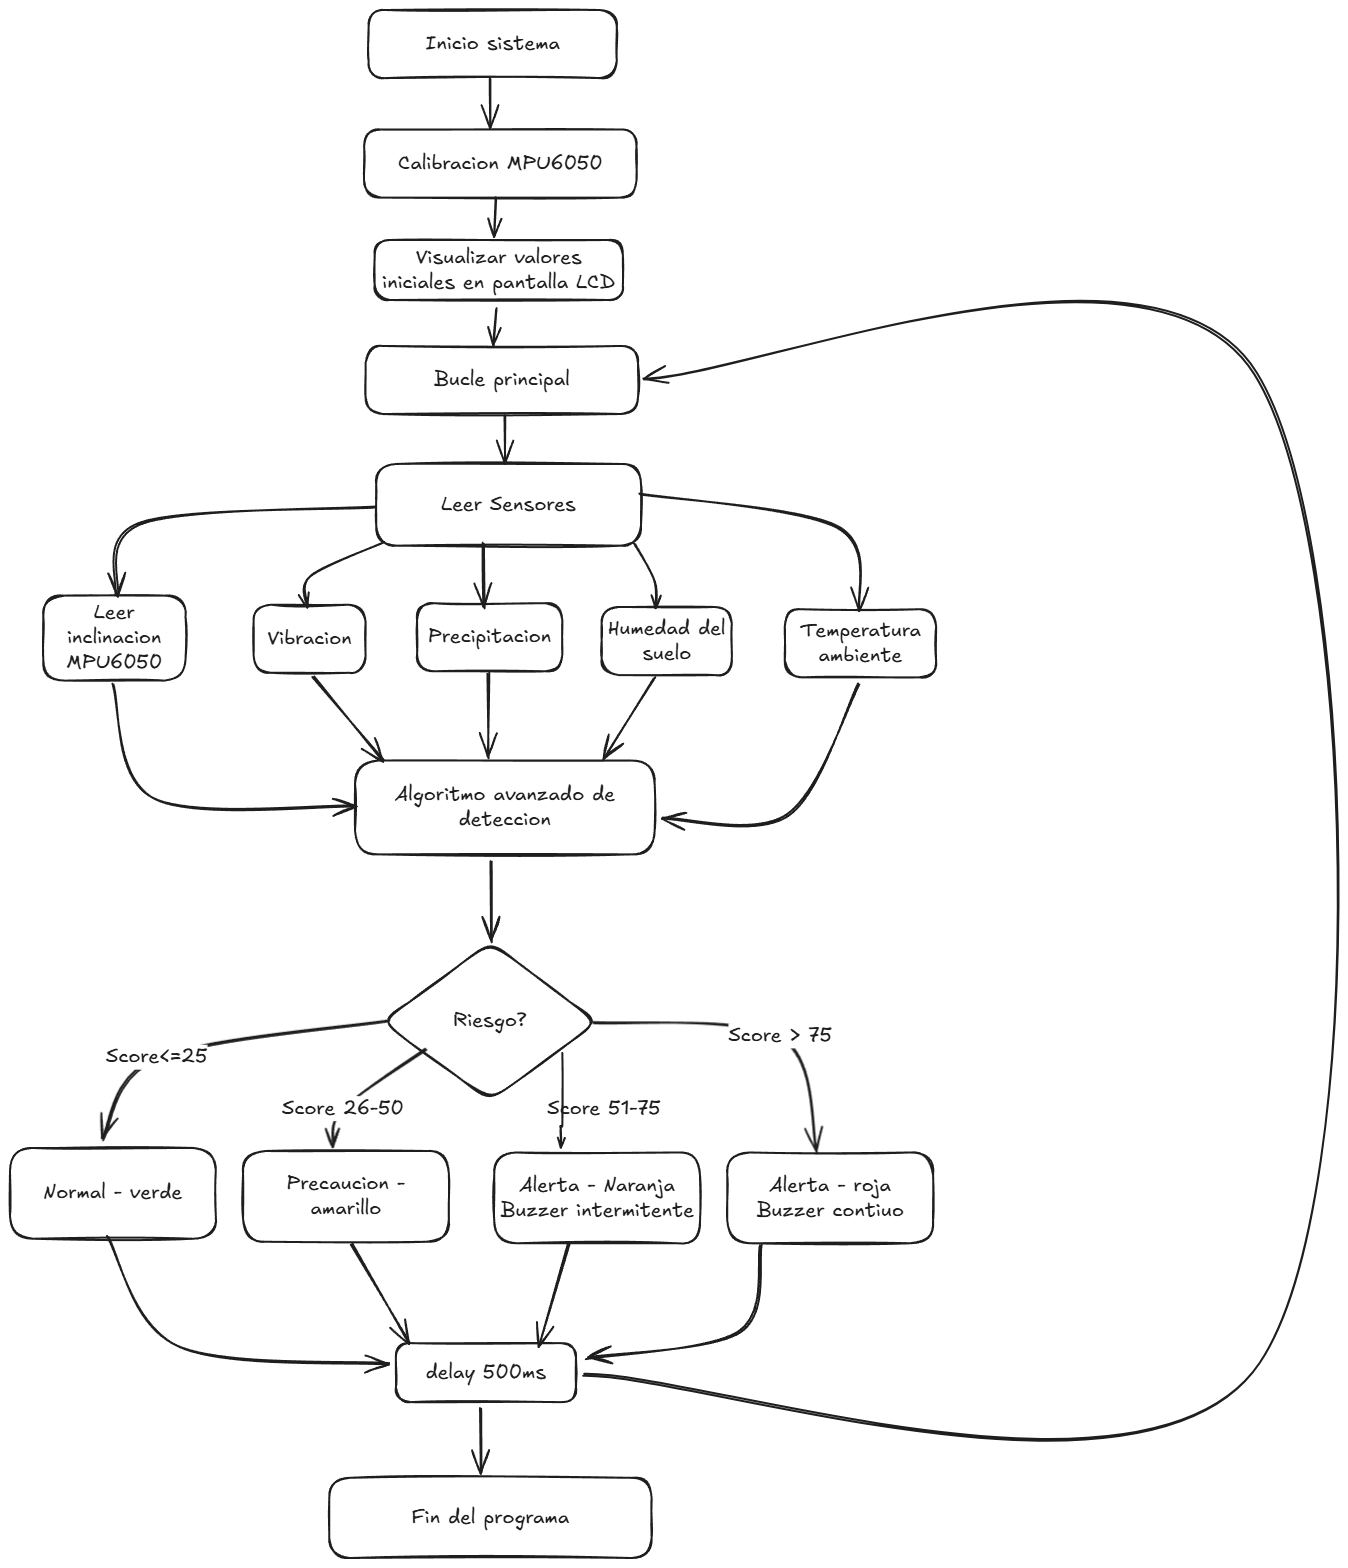 Inicio sistema
Calibracion MPU6050
Visualizar valores
iniciales en pantalla LCD
Bucle principal
Leer Sensores
Leer
inclinacion
MPU6050
Vibracion
Precipitacion
Humedad del
suelo
Temperatura
ambiente
Algoritmo avanzado de
deteccion
Riesgo?
Score<=25
Score 26-50
Score 51-75
Score > 75
Normal - verde
Precaucion -
amarillo
Alerta - Naranja
Buzzer intermitente
Alerta - roja
Buzzer contiuo
delay 500ms
Fin del programa